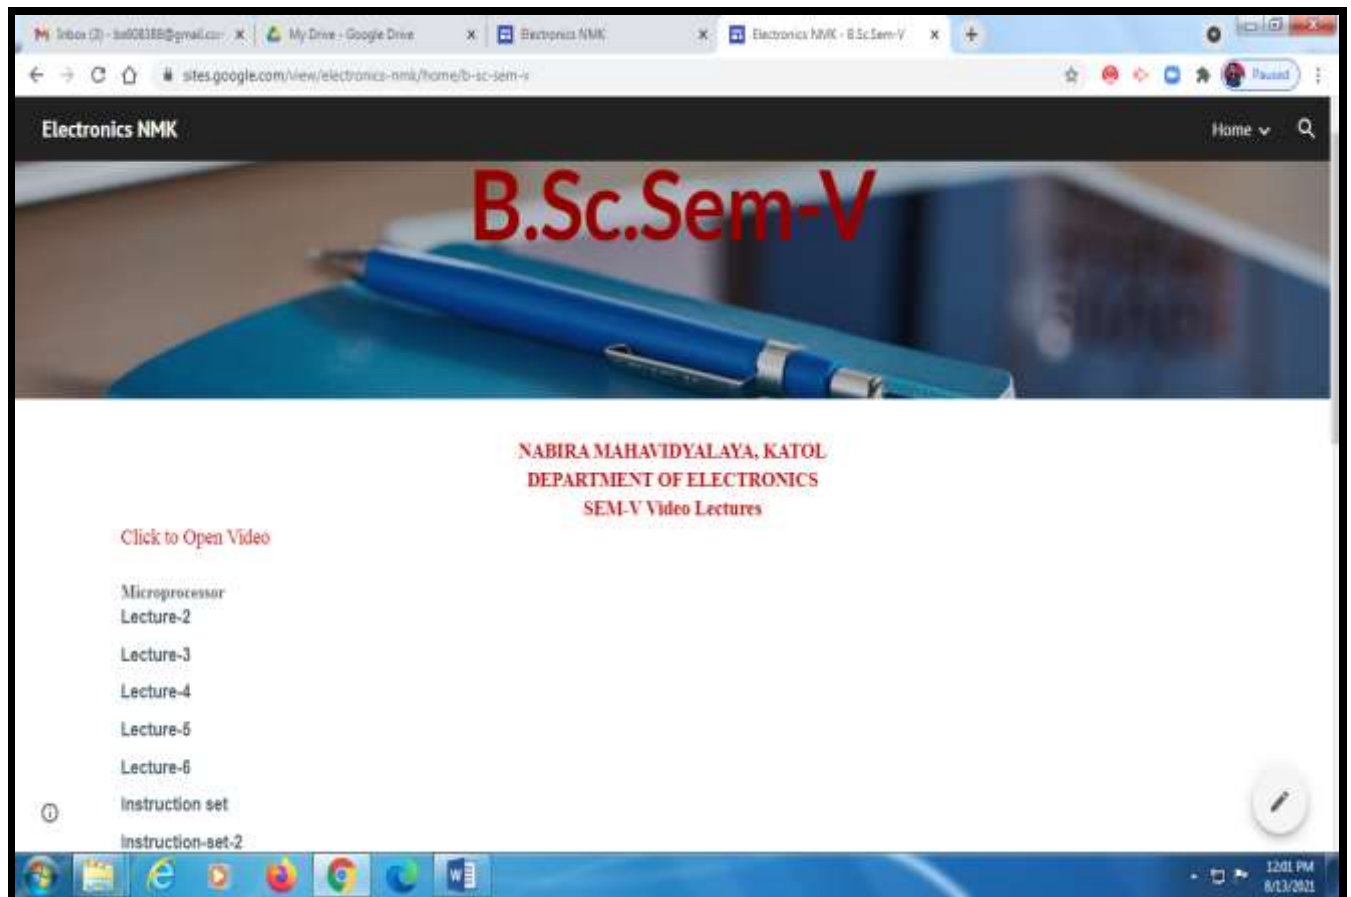 Inbox (2) -
My Drive - Google Drive
Electronics NMK
Electronics NMK - B.Sc.Sem-V
sites.google.com/view/electronics-nmk/home/b-sc-sem-v
Paused
Electronics NMK
Home
B.Sc.Sem-V
NABIRA MAHAVIDYALAYA, KATOL
DEPARTMENT OF ELECTRONICS
SEM-V Video Lectures
Click to Open Video
Microprocessor
Lecture-2
Lecture-3
Lecture-4
Lecture-5
Lecture-6
Instruction set
Instruction-set-2
12:01 PM
8/13/2021